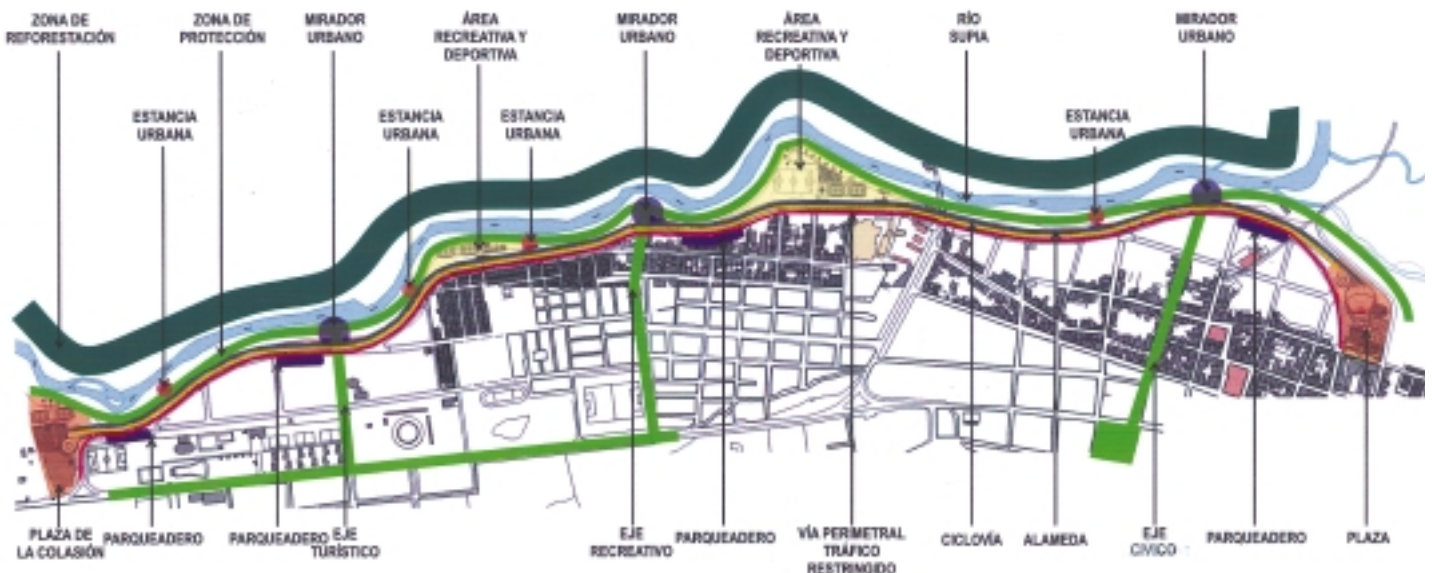 ZONA DE
REFORESTACIÓN
ZONA DE
PROTECCIÓN
MIRADOR
URBANO
ÁREA
RECREATIVA Y
DEPORTIVA
MIRADOR
URBANO
ÁREA
RECREATIVA Y
DEPORTIVA
RÍO
SUPIA
MIRADOR
URBANO
ESTANCIA
URBANA
ESTANCIA
URBANA
ESTANCIA
URBANA
ESTANCIA
URBANA
PLAZA DE
LA COLASIÓN
PARQUEADERO
PARQUEADERO
EJE
TURÍSTICO
EJE
RECREATIVO
PARQUEADERO
VÍA PERIMETRAL
TRÁFICO
RESTRINGIDO
CICLOVÍA
ALAMEDA
EJE
CIVICO
PARQUEADERO
PLAZA